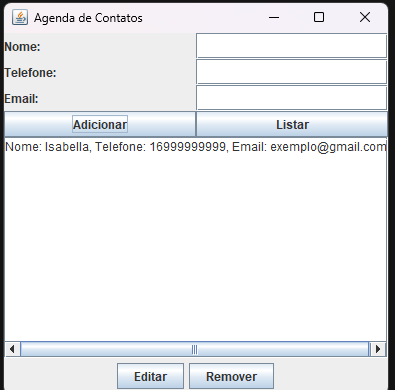 Agenda de Contatos
Nome:
Telefone:
Email:
Adicionar Listar
Nome: Isabella, Telefone: 16999999999, Email: exemplo@gmail.com
Editar Remover